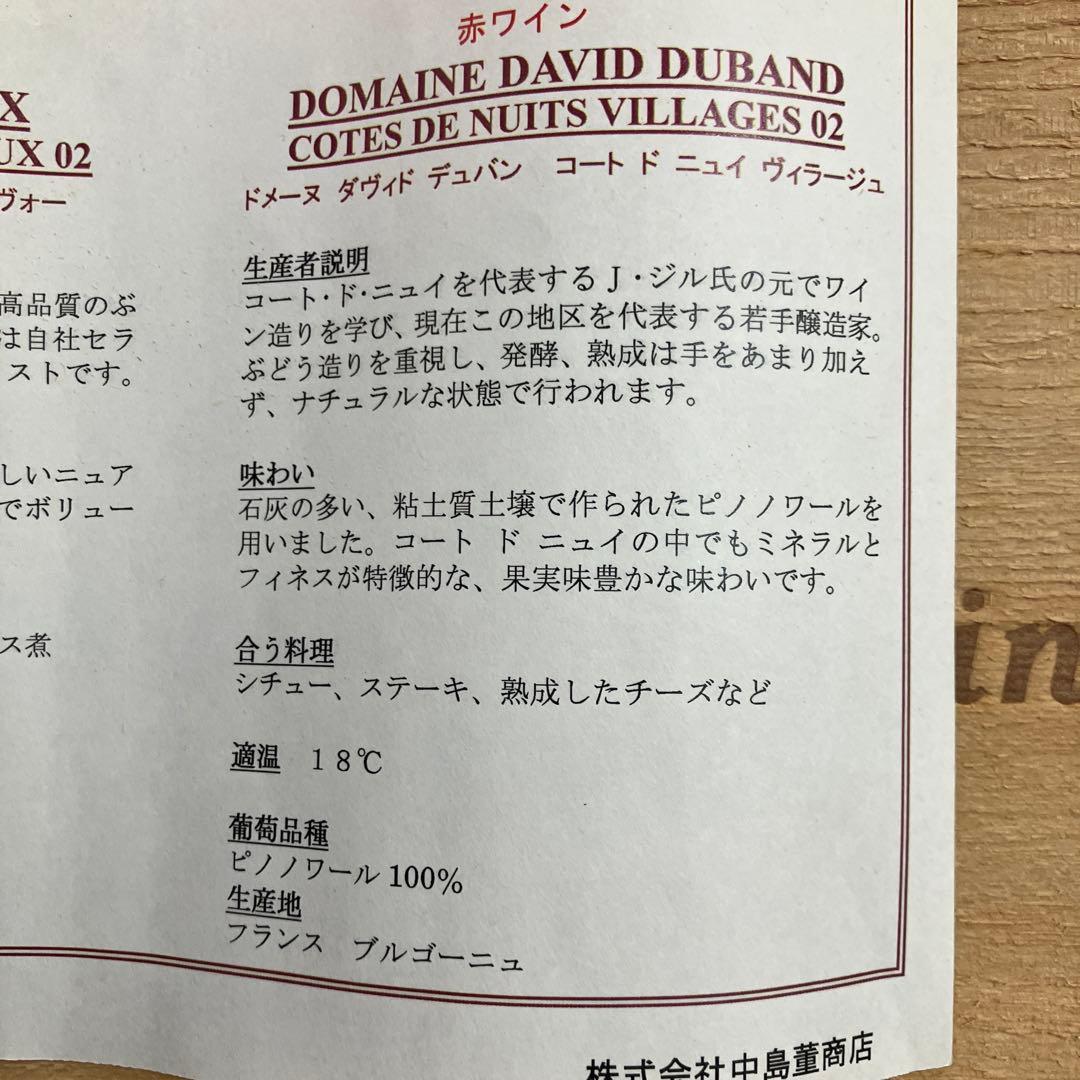 X
UX 02
ヴォー
高品質のぶ
は自社セラ
ストです。
しいニュア
でボリュー
ス煮
赤ワイン
DOMAINE DAVID DUBAND
COTES DE NUITS VILLAGES 02
ドメーヌ ダヴィド デュバン コート ド ニュイ ヴィラージュ
生産者説明
コート・ド・ニュイを代表するJ・ジル氏の元でワイ
ン造りを学び、現在この地区を代表する若手醸造家。
ぶどう造りを重視し、発酵、熟成は手をあまり加え
ず、ナチュラルな状態で行われます。
味わい
石灰の多い、粘土質土壌で作られたピノノワールを
用いました。コート ド ニュイの中でもミネラルと
フィネスが特徴的な、果実味豊かな味わいです。
合う料理
シチュー、ステーキ、熟成したチーズなど
適温 18℃
葡萄品種
ピノノワール100%
生産地
フランス ブルゴーニュ
株式会社中島董商店
in